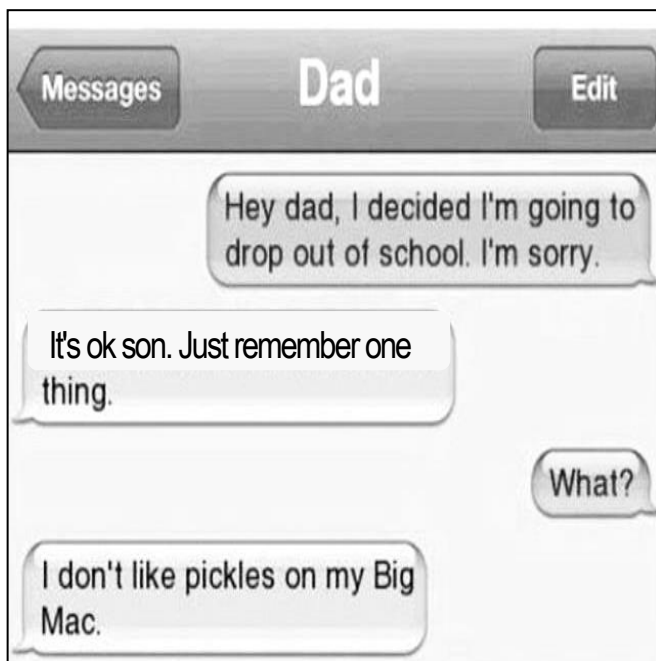 Messages Dad Edit
Hey dad, I decided I'm going to
drop out of school. I'm sorry.
It's ok son. Just remember one
thing.
What?
I don't like pickles on my Big
Mac.